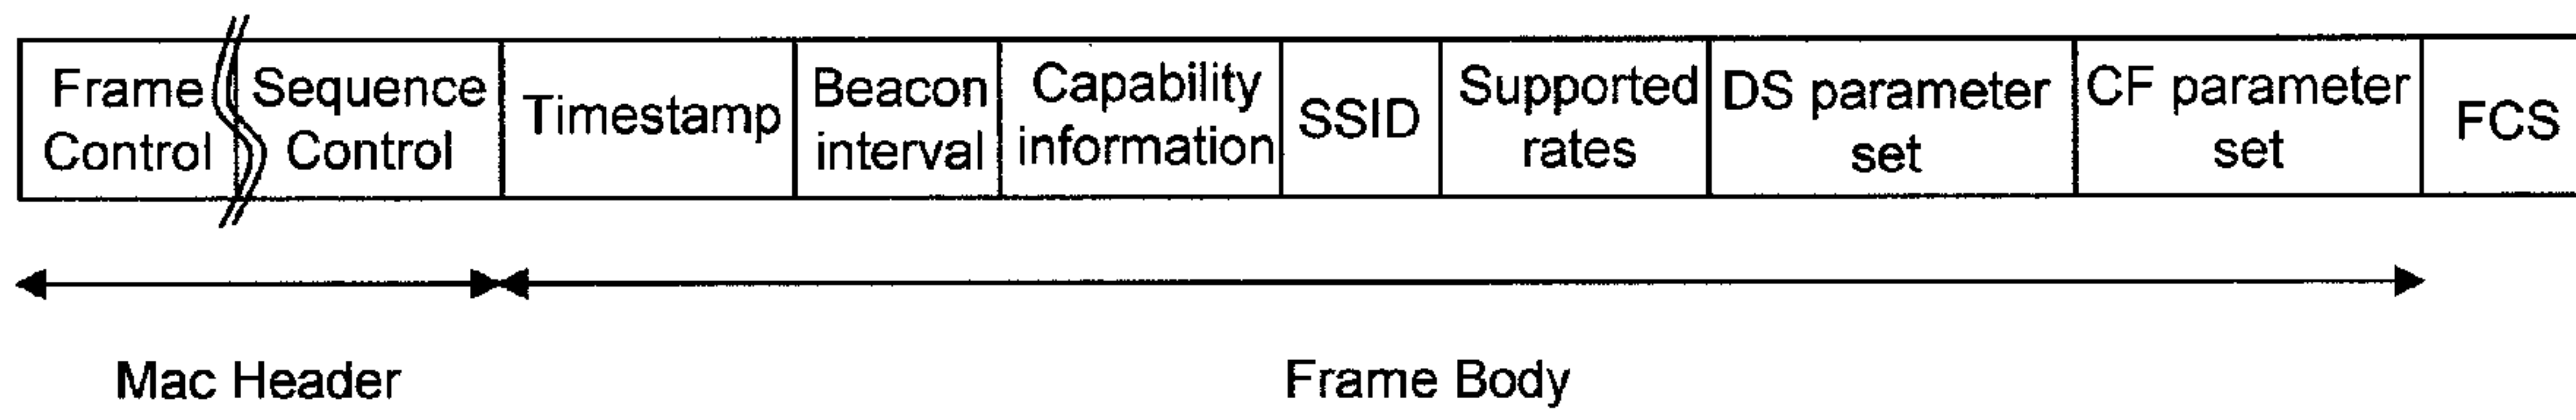 Frame
Control
Sequence
Control
Timestamp
Beacon
interval
Capability
information
SSID
Supported
rates
DS parameter
set
CF parameter
set
FCS
Mac Header
Frame Body